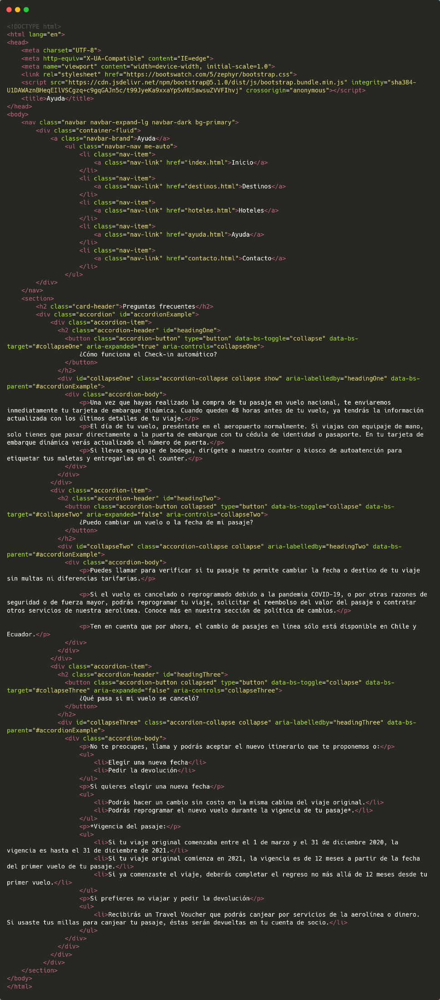 <!DOCTYPE html>
<html lang="en">
<head>
    <meta charset="UTF-8">
    <meta http-equiv="X-UA-Compatible" content="IE=edge">
    <meta name="viewport" content="width=device-width, initial-scale=1.0">
    <link rel="stylesheet" href="https://bootswatch.com/5/zephyr/bootstrap.css">
    <script src="https://cdn.jsdelivr.net/npm/bootstrap@5.1.0/dist/js/bootstrap.bundle.min.js" integrity="sha384-
U1DAWAznBHeqEIlVSCgzq+c9gqGAJn5c/t99JyeKa9xxaYpSvHU5awsuZVVFIhvj" crossorigin="anonymous"></script>
    <title>Ayuda</title>
</head>
<body>
    <nav class="navbar navbar-expand-lg navbar-dark bg-primary">
        <div class="container-fluid">
            <a class="navbar-brand">Ayuda</a>
                <ul class="navbar-nav me-auto">
                    <li class="nav-item">
                        <a class="nav-link" href="index.html">Inicio</a>
                    </li>
                    <li class="nav-item">
                        <a class="nav-link" href="destinos.html">Destinos</a>
                    </li>
                    <li class="nav-item">
                        <a class="nav-link" href="hoteles.html">Hoteles</a>
                    </li>
                    <li class="nav-item">
                        <a class="nav-link" href="ayuda.html">Ayuda</a>
                    </li>
                    <li class="nav-item">
                        <a class="nav-link" href="contacto.html">Contacto</a>
                    </li>
                </ul>
        </div>
    </nav>
    <section>
        <h2 class="card-header">Preguntas frecuentes</h2>
        <div class="accordion" id="accordionExample">
            <div class="accordion-item">
              <h2 class="accordion-header" id="headingOne">
                <button class="accordion-button" type="button" data-bs-toggle="collapse" data-bs-
target="#collapseOne" aria-expanded="true" aria-controls="collapseOne">
                    ¿Cómo funciona el Check-in automático?
                </button>
              </h2>
              <div id="collapseOne" class="accordion-collapse collapse show" aria-labelledby="headingOne" data-bs-
parent="#accordionExample">
                <div class="accordion-body">
                    <p>Una vez que hayas realizado la compra de tu pasaje en vuelo nacional, te enviaremos
inmediatamente tu tarjeta de embarque dinámica. Cuando queden 48 horas antes de tu vuelo, ya tendrás la información
actualizada con los últimos detalles de tu viaje.</p>
                    <p>El día de tu vuelo, preséntate en el aeropuerto normalmente. Si viajas con equipaje de mano,
solo tienes que pasar directamente a la puerta de embarque con tu cédula de identidad o pasaporte. En tu tarjeta de
embarque dinámica verás actualizado el número de puerta.</p>
                    <p>Si llevas equipaje de bodega, dirígete a nuestro counter o kiosco de autoatención para
etiquetar tus maletas y entregarlas en el counter.</p>
                </div>
              </div>
            </div>
            <div class="accordion-item">
              <h2 class="accordion-header" id="headingTwo">
                <button class="accordion-button collapsed" type="button" data-bs-toggle="collapse" data-bs-
target="#collapseTwo" aria-expanded="false" aria-controls="collapseTwo">
                    ¿Puedo cambiar un vuelo o la fecha de mi pasaje?
                </button>
              </h2>
              <div id="collapseTwo" class="accordion-collapse collapse" aria-labelledby="headingTwo" data-bs-
parent="#accordionExample">
                <div class="accordion-body">
                    <p>Puedes llamar para verificar si tu pasaje te permite cambiar la fecha o destino de tu viaje
sin multas ni diferencias tarifarias.</p>

                    <p>Si el vuelo es cancelado o reprogramado debido a la pandemia COVID-19, o por otras razones de
seguridad o de fuerza mayor, podrás reprogramar tu viaje, solicitar el reembolso del valor del pasaje o contratar
otros servicios de nuestra aerolínea. Conoce más en nuestra sección de política de cambios.</p>

                    <p>Ten en cuenta que por ahora, el cambio de pasajes en línea sólo está disponible en Chile y
Ecuador.</p>
                </div>
              </div>
            </div>
            <div class="accordion-item">
              <h2 class="accordion-header" id="headingThree">
                <button class="accordion-button collapsed" type="button" data-bs-toggle="collapse" data-bs-
target="#collapseThree" aria-expanded="false" aria-controls="collapseThree">
                    ¿Qué pasa si mi vuelo se canceló?
                </button>
              </h2>
              <div id="collapseThree" class="accordion-collapse collapse" aria-labelledby="headingThree" data-bs-
parent="#accordionExample">
                <div class="accordion-body">
                    <p>No te preocupes, llama y podrás aceptar el nuevo itinerario que te proponemos o:</p>
                    <ul>
                        <li>Elegir una nueva fecha</li>
                        <li>Pedir la devolución</li>
                    </ul>
                    <p>Si quieres elegir una nueva fecha</p>
                    <ul>
                        <li>Podrás hacer un cambio sin costo en la misma cabina del viaje original.</li>
                        <li>Podrás reprogramar el nuevo vuelo durante la vigencia de tu pasaje*.</li>
                    </ul>
                    <p>*Vigencia del pasaje:</p>
                    <ul>
                        <li>Si tu viaje original comenzaba entre el 1 de marzo y el 31 de diciembre 2020, la
vigencia es hasta el 31 de diciembre de 2021.</li>
                        <li>Si tu viaje original comienza en 2021, la vigencia es de 12 meses a partir de la fecha
del primer vuelo de tu pasaje.</li>
                        <li>Si ya comenzaste el viaje, deberás completar el regreso no más allá de 12 meses desde tu
primer vuelo.</li>
                    </ul>
                    <p>Si prefieres no viajar y pedir la devolución</p>
                    <ul>
                        <li>Recibirás un Travel Voucher que podrás canjear por servicios de la aerolínea o dinero.
Si usaste tus millas para canjear tu pasaje, éstas serán devueltas en tu cuenta de socio.</li>
                    </ul>
                </div>
              </div>
            </div>
          </div>
    </section>
</body>
</html>